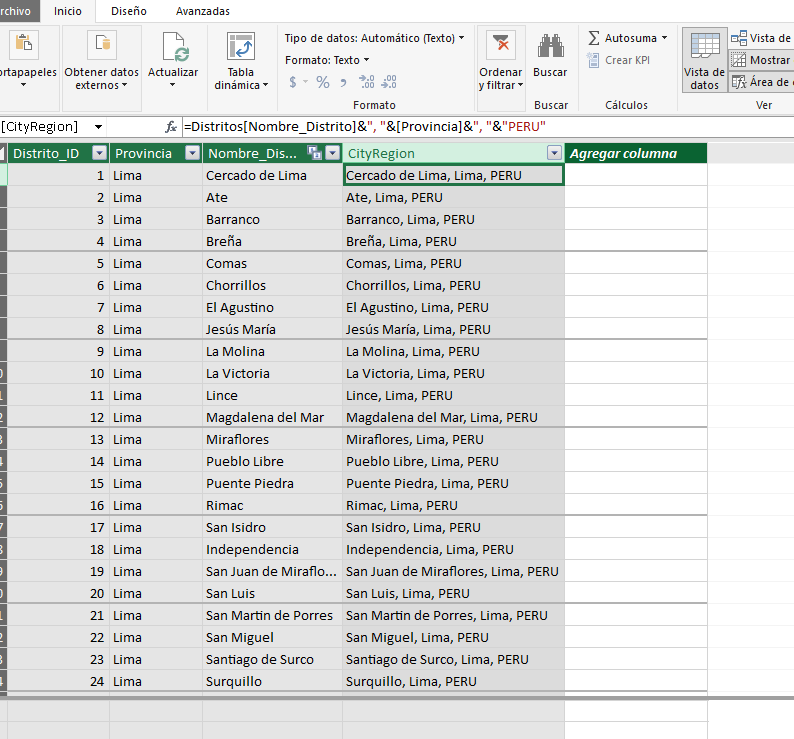 rchivo Inicio Diseño Avanzadas
ortapapeles
Obtener datos externos
Actualizar
Tabla dinámica
Tipo de datos: Automático (Texto)
Formato: Texto
$ % , .00 .00
Formato
Ordenar y filtrar
Buscar
Buscar
Autosuma
Crear KPI
Cálculos
Vista de datos
Vista de
Mostrar
Área de
Ver
[CityRegion] fx =Distritos[Nombre_Distrito]&", "&[Provincia]&", "&"PERU"
Distrito_ID Provincia Nombre_Dis... CityRegion Agregar columna
1 Lima Cercado de Lima Cercado de Lima, Lima, PERU
2 Lima Ate Ate, Lima, PERU
3 Lima Barranco Barranco, Lima, PERU
4 Lima Breña Breña, Lima, PERU
5 Lima Comas Comas, Lima, PERU
6 Lima Chorrillos Chorrillos, Lima, PERU
7 Lima El Agustino El Agustino, Lima, PERU
8 Lima Jesús María Jesús María, Lima, PERU
9 Lima La Molina La Molina, Lima, PERU
10 Lima La Victoria La Victoria, Lima, PERU
11 Lima Lince Lince, Lima, PERU
12 Lima Magdalena del Mar Magdalena del Mar, Lima, PERU
13 Lima Miraflores Miraflores, Lima, PERU
14 Lima Pueblo Libre Pueblo Libre, Lima, PERU
15 Lima Puente Piedra Puente Piedra, Lima, PERU
16 Lima Rimac Rimac, Lima, PERU
17 Lima San Isidro San Isidro, Lima, PERU
18 Lima Independencia Independencia, Lima, PERU
19 Lima San Juan de Miraflo... San Juan de Miraflores, Lima, PERU
20 Lima San Luis San Luis, Lima, PERU
21 Lima San Martin de Porres San Martin de Porres, Lima, PERU
22 Lima San Miguel San Miguel, Lima, PERU
23 Lima Santiago de Surco Santiago de Surco, Lima, PERU
24 Lima Surquillo Surquillo, Lima, PERU